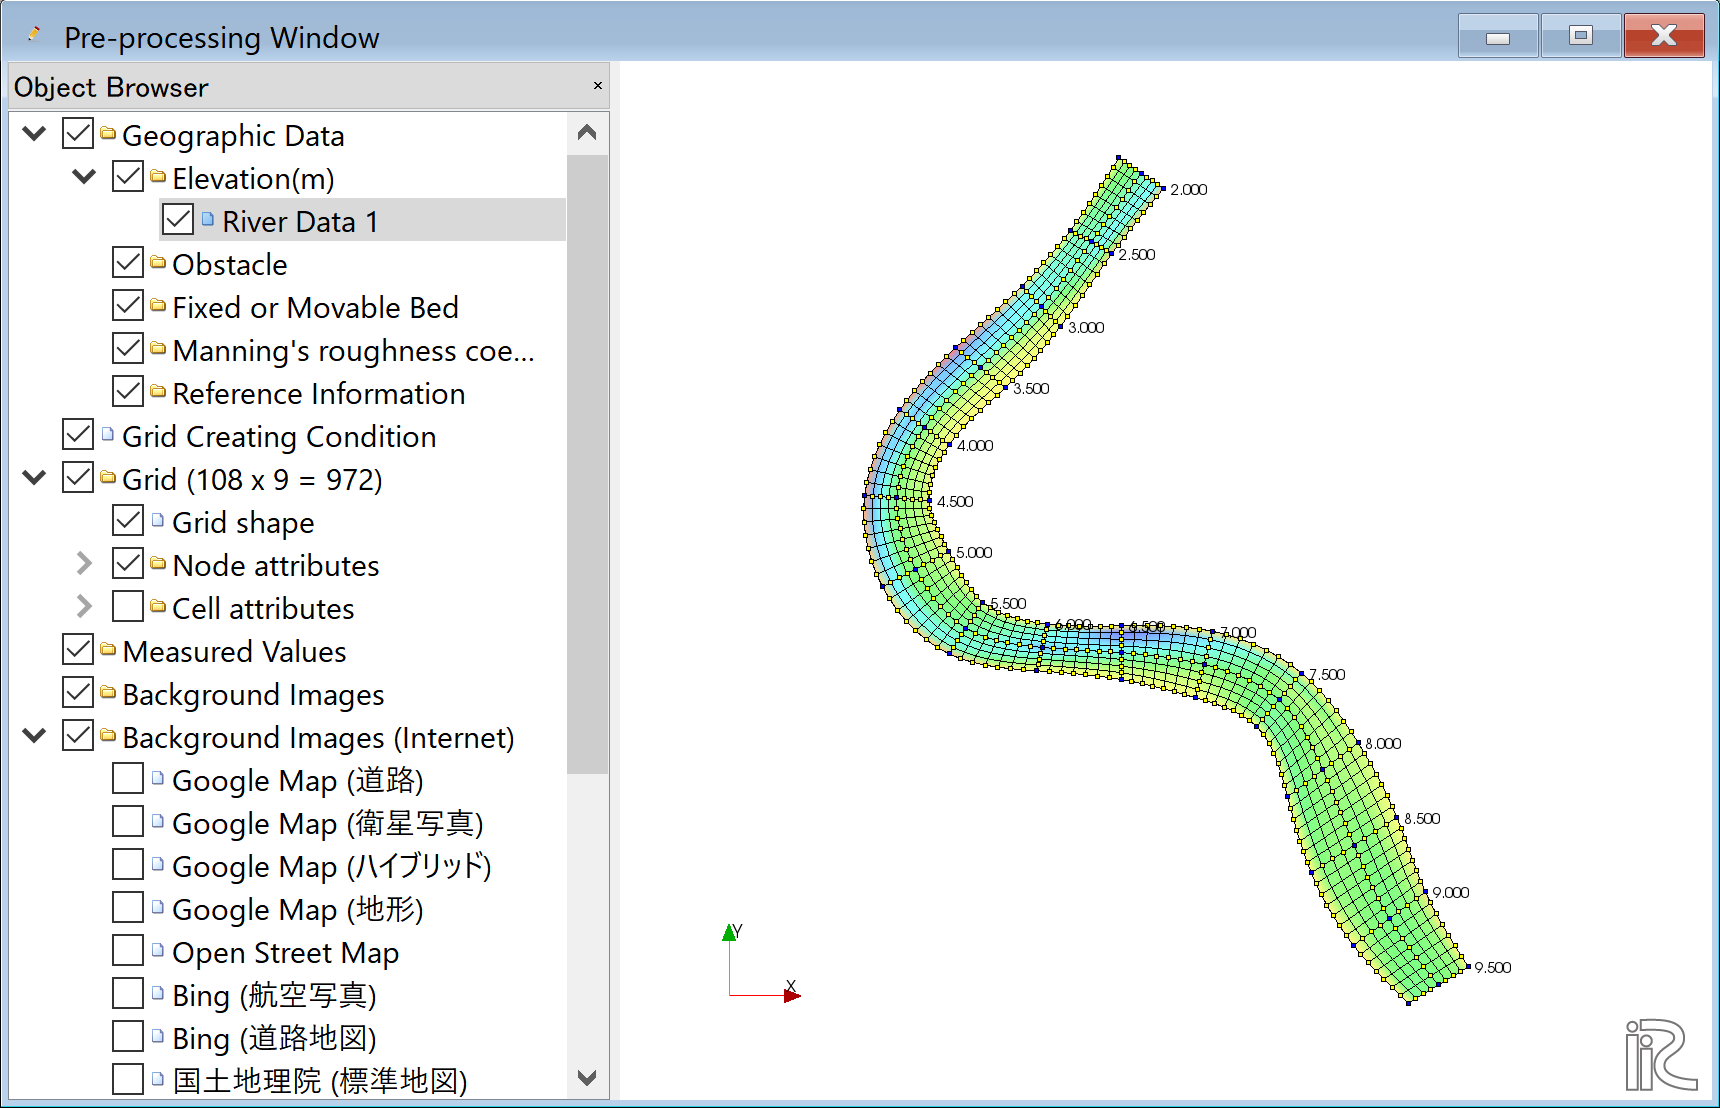 Pre-processing Window
Object Browser
Geographic Data
Elevation(m)
River Data 1
Obstacle
Fixed or Movable Bed
Manning's roughness coe...
Reference Information
Grid Creating Condition
Grid (108 x 9 = 972)
Grid shape
Node attributes
Cell attributes
Measured Values
Background Images
Background Images (Internet)
Google Map (道路)
Google Map (衛星写真)
Google Map (ハイブリッド)
Google Map (地形)
Open Street Map
Bing (航空写真)
Bing (道路地図)
国土地理院 (標準地図)
2.000
2.500
3.000
3.500
4.000
4.500
5.000
5.500
6.000
6.500
7.000
7.500
8.000
8.500
9.000
9.500
Y
X
iRIC